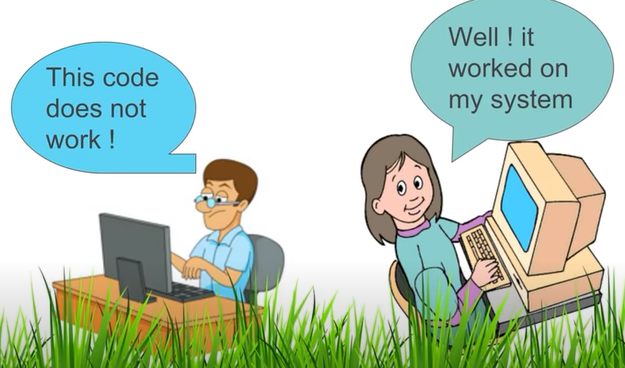 This code
does not
work !
Well ! it
worked on
my system